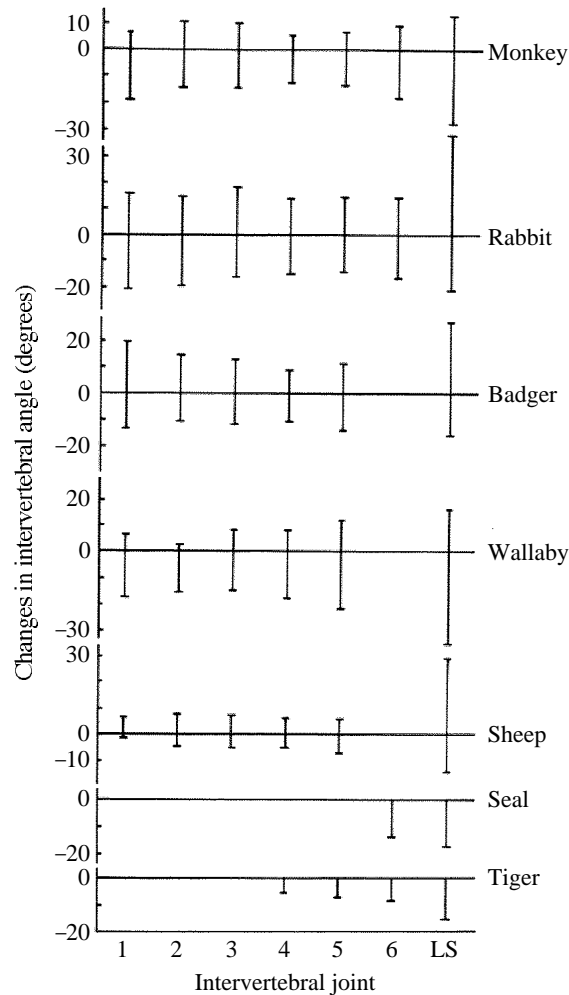 10
0
Monkey
−30
30
0
Rabbit
−20
20
0
Badger
−20
20
0
Wallaby
−30
30
0
Sheep
−10
0
Seal
−20
0
Tiger
−20
1 2 3 4 5 6 LS
Intervertebral joint
Changes in intervertebral angle (degrees)